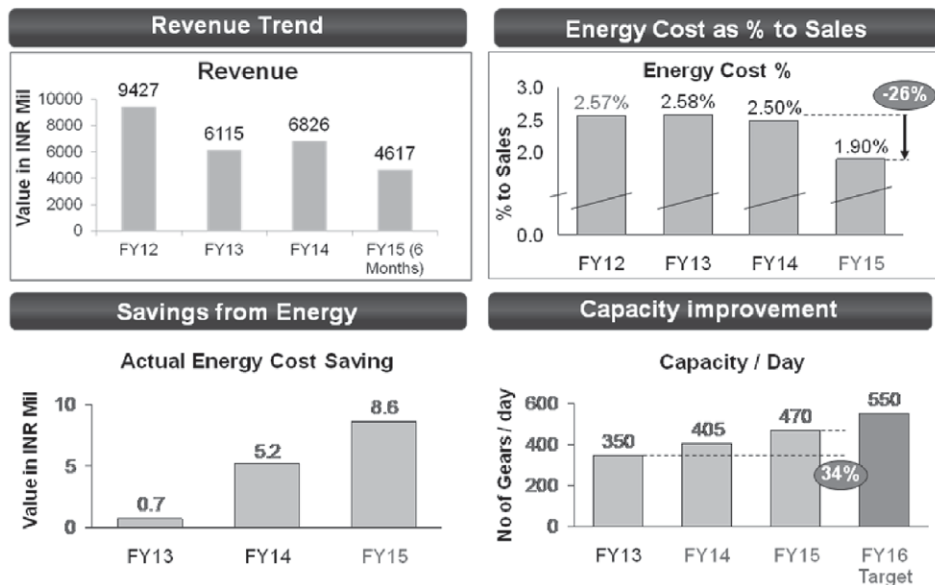 Revenue Trend
Revenue
Value in INR Mil
10000
8000
6000
4000
2000
0
9427
6115
6826
4617
FY12
FY13
FY14
FY15 (6
Months)
Energy Cost as % to Sales
Energy Cost %
% to Sales
3.0
2.5
2.0
0.0
2.57%
2.58%
2.50%
1.90%
-26%
FY12
FY13
FY14
FY15
Savings from Energy
Actual Energy Cost Saving
Value in INR Mil
10
5
0
0.7
5.2
8.6
FY13
FY14
FY15
Capacity improvement
Capacity / Day
No of Gears / day
600
400
200
0
350
405
470
550
34%
FY13
FY14
FY15
FY16
Target